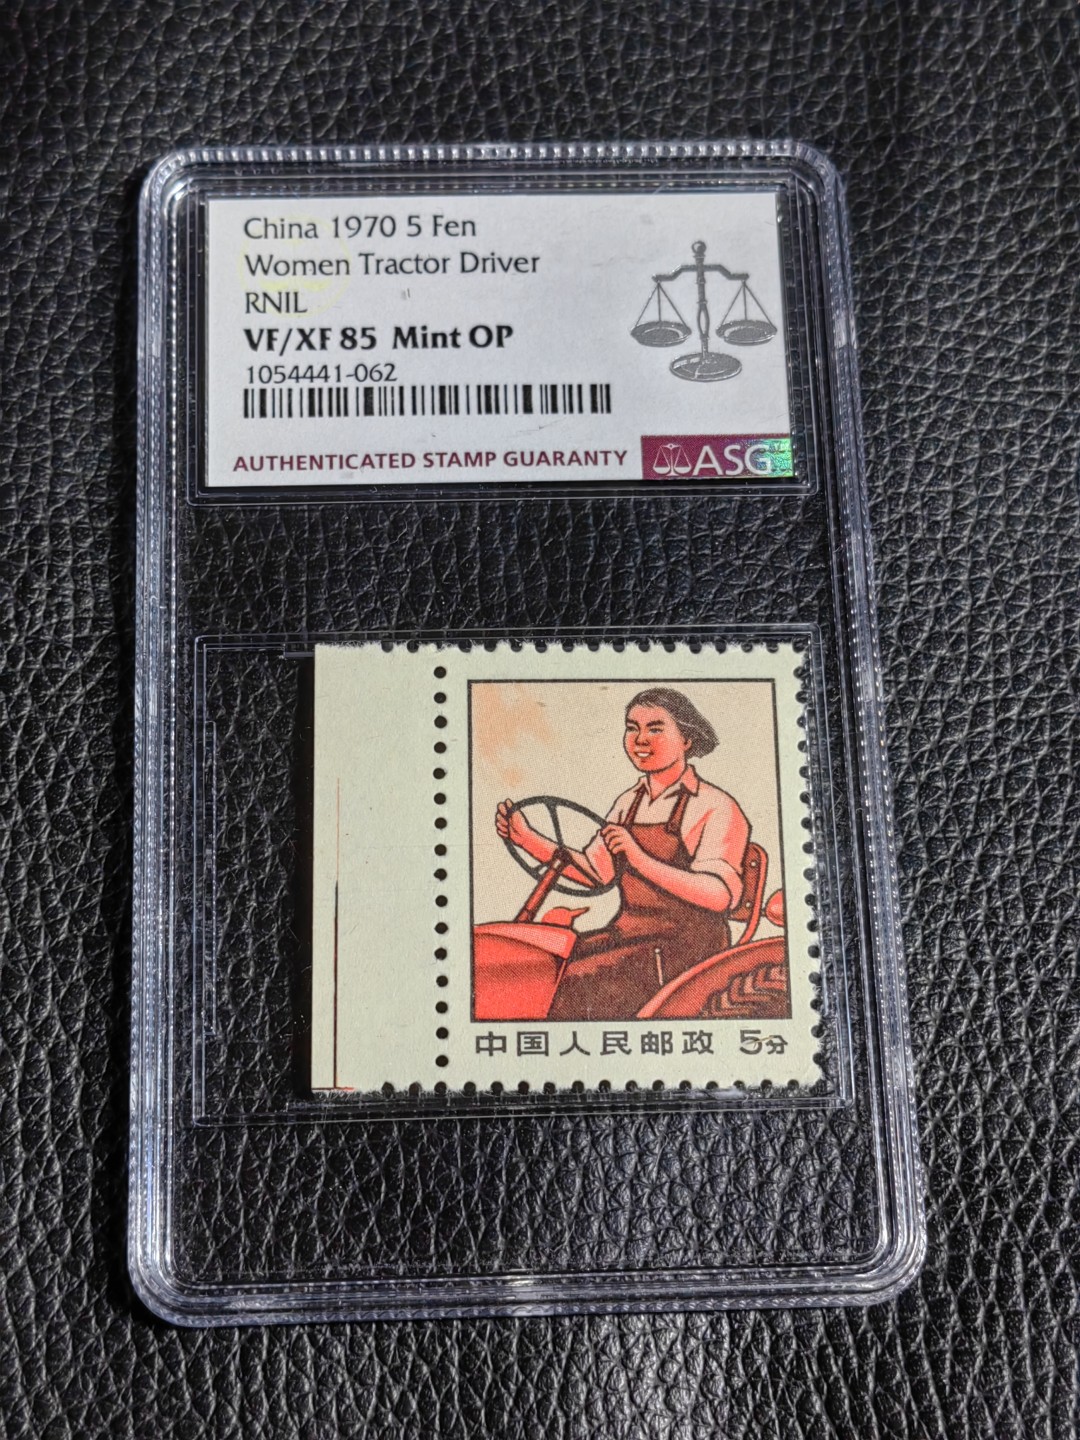 China 1970 5 Fen
Women Tractor Driver
RNIL
VF/XF 85 Mint OP
1054441-062
AUTHENTICATED STAMP GUARANTY ASG
中国人民邮政 5分